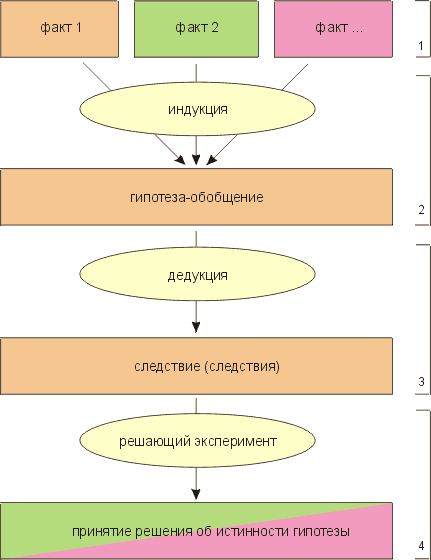 факт 1
факт 2
факт ...
1
индукция
гипотеза-обобщение
2
дедукция
следствие (следствия)
3
решающий эксперимент
принятие решения об истинности гипотезы
4